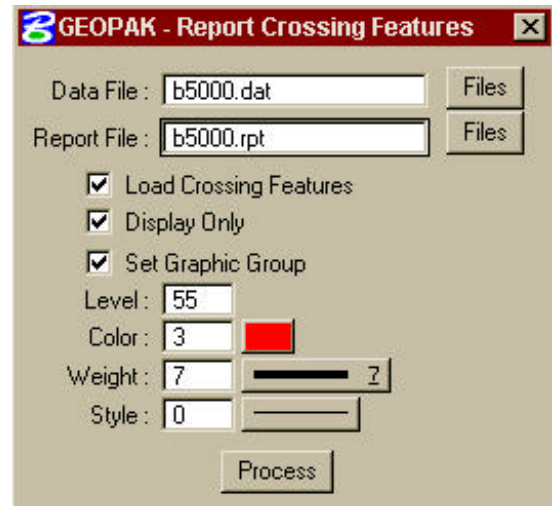 GEOPAK - Report Crossing Features
Data File : b5000.dat Files
Report File : b5000.rpt Files
Load Crossing Features
Display Only
Set Graphic Group
Level : 55
Color : 3
Weight : 7 7
Style : 0
Process